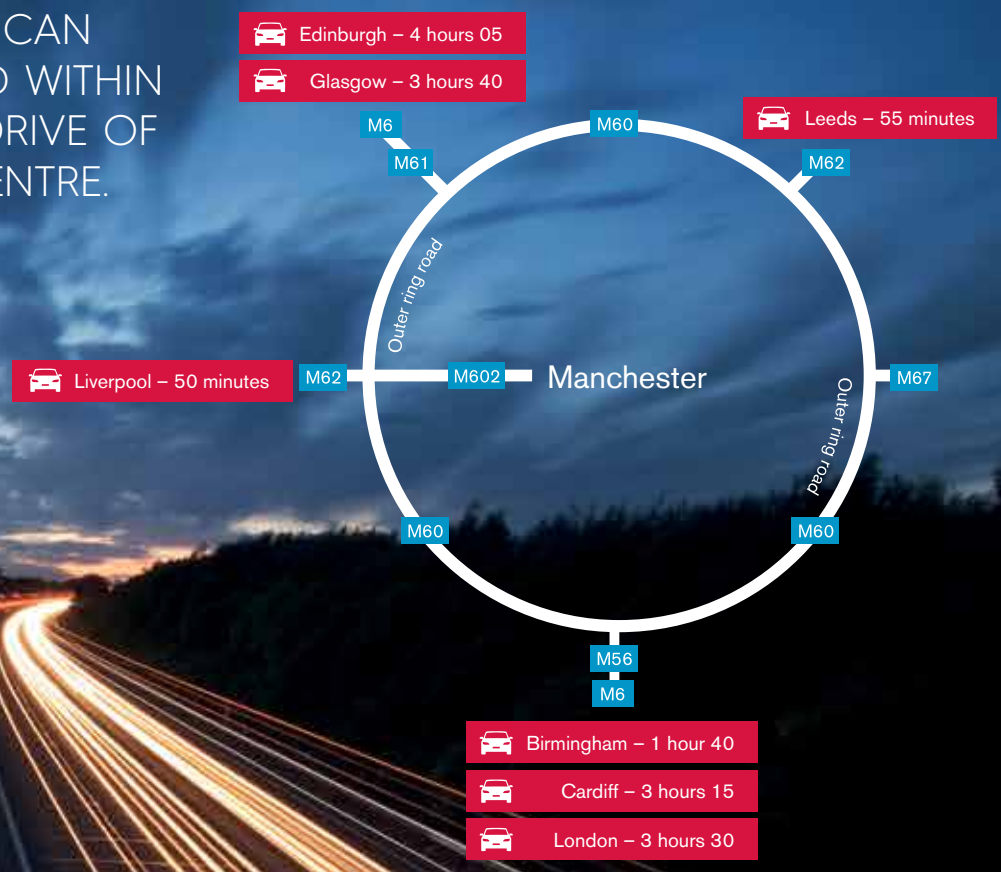 CAN
WITHIN
DRIVE OF
ENTRE.
Edinburgh – 4 hours 05
Glasgow – 3 hours 40
M6
M61
M60
Leeds – 55 minutes
M62
Outer ring road
Liverpool – 50 minutes
M62
M602
Manchester
M67
Outer ring road
M60
M60
M56
M6
Birmingham – 1 hour 40
Cardiff – 3 hours 15
London – 3 hours 30